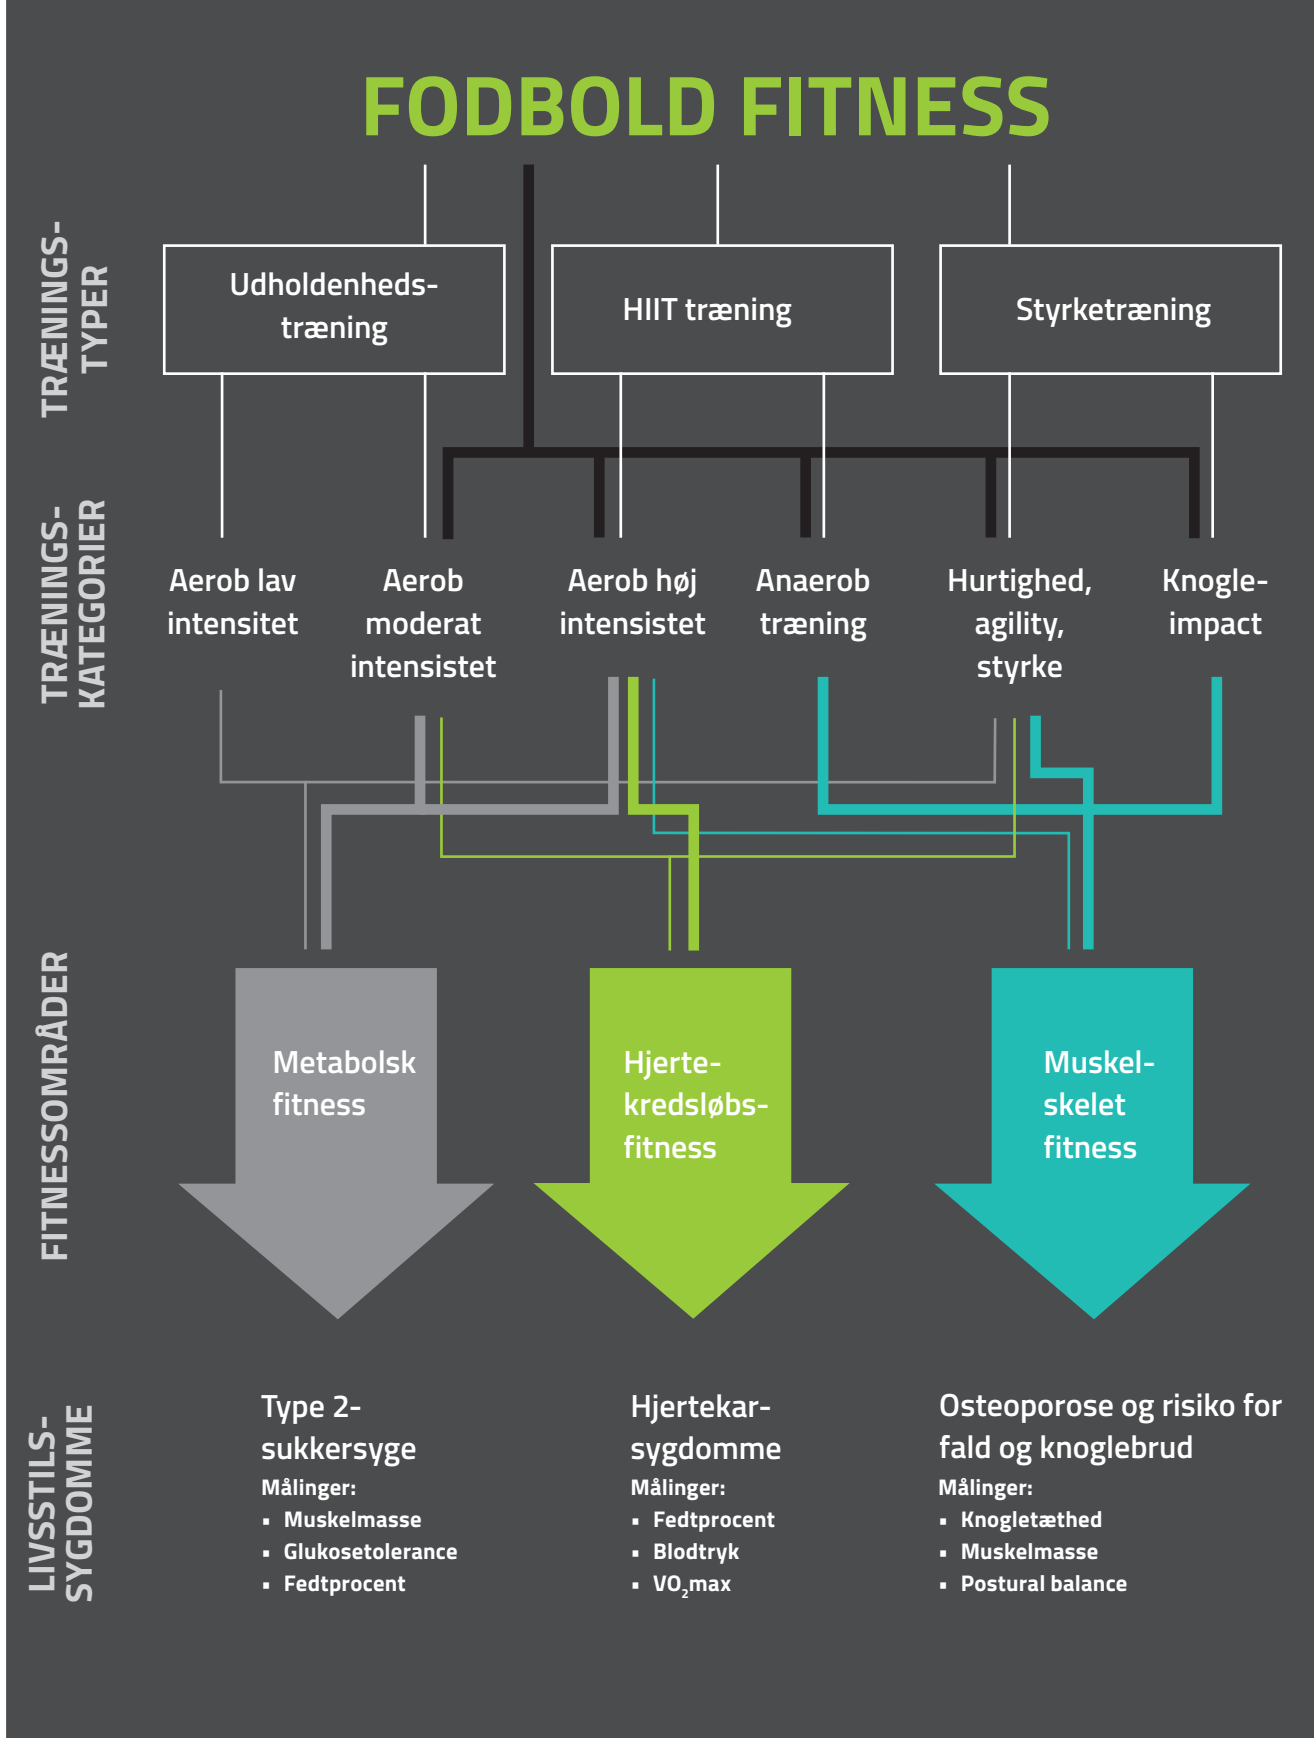 FODBOLD FITNESS
TRÆNINGS-
TYPER
Udholdenheds-
træning
HIIT træning
Styrketræning
TRÆNINGS-
KATEGORIER
Aerob lav
intensitet
Aerob
moderat
intensistet
Aerob høj
intensistet
Anaerob
træning
Hurtighed,
agility,
styrke
Knogle-
impact
FITNESSOMRÅDER
Metabolsk
fitness
Hjerte-
kredsløbs-
fitness
Muskel-
skelet
fitness
LIVSSTILS-
SYGDOMME
Type 2-
sukkersyge
Målinger:
▪ Muskelmasse
▪ Glukosetolerance
▪ Fedtprocent
Hjertekar-
sygdomme
Målinger:
▪ Fedtprocent
▪ Blodtryk
▪ VO₂max
Osteoporose og risiko for
fald og knoglebrud
Målinger:
▪ Knogletæthed
▪ Muskelmasse
▪ Postural balance